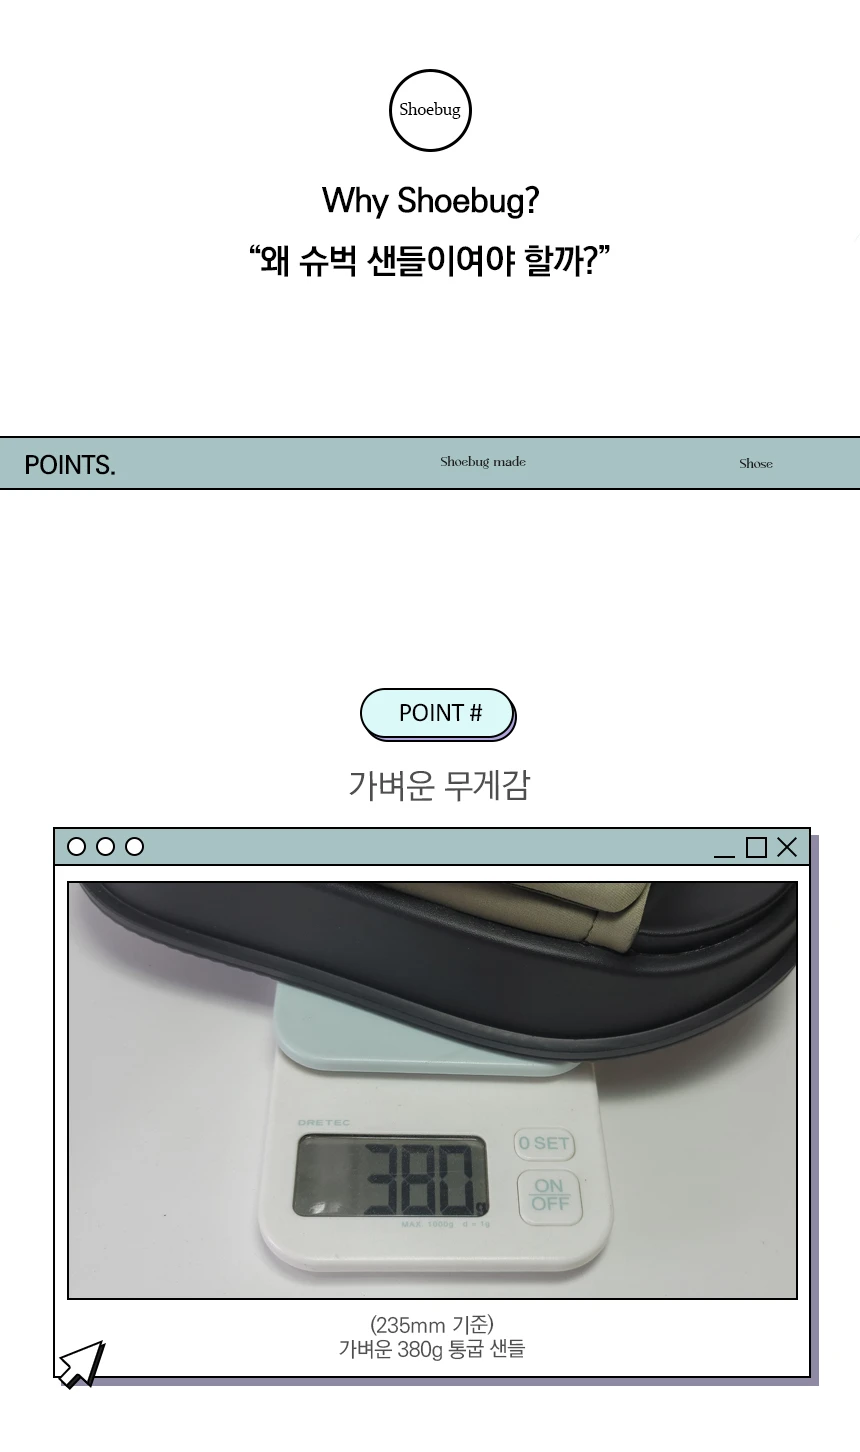 Shoebug
Why Shoebug?
“왜 슈벅 샌들이여야 할까?”
POINTS.
Shoebug made
Shose
POINT #
가벼운 무게감
DRETEC
0 SET
380g
ON
OFF
MAX 1000g d = 1g
(235mm 기준)
가벼운 380g 통굽 샌들